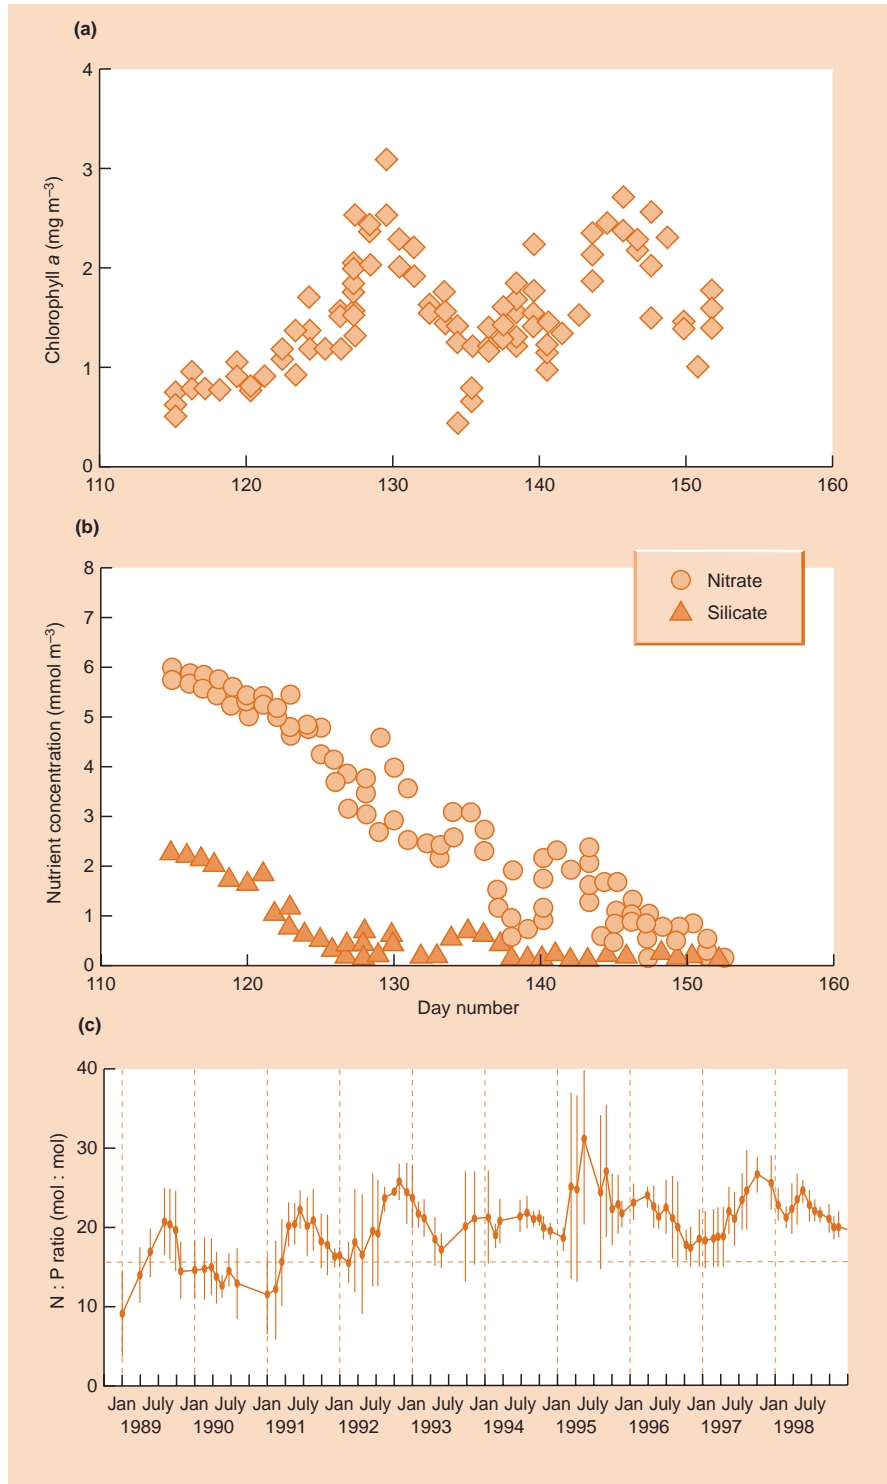 (a)
4
3
2
1
0
Chlorophyll a (mg m–3)
110 120 130 140 150 160
(b)
8
7
6
5
4
3
2
1
0
Nutrient concentration (mmol m–3)
Nitrate
Silicate
110 120 130 140 150 160
Day number
(c)
40
30
20
10
0
N : P ratio (mol : mol)
Jan July Jan July Jan July Jan July Jan July Jan July Jan July Jan July Jan July Jan July
1989 1990 1991 1992 1993 1994 1995 1996 1997 1998